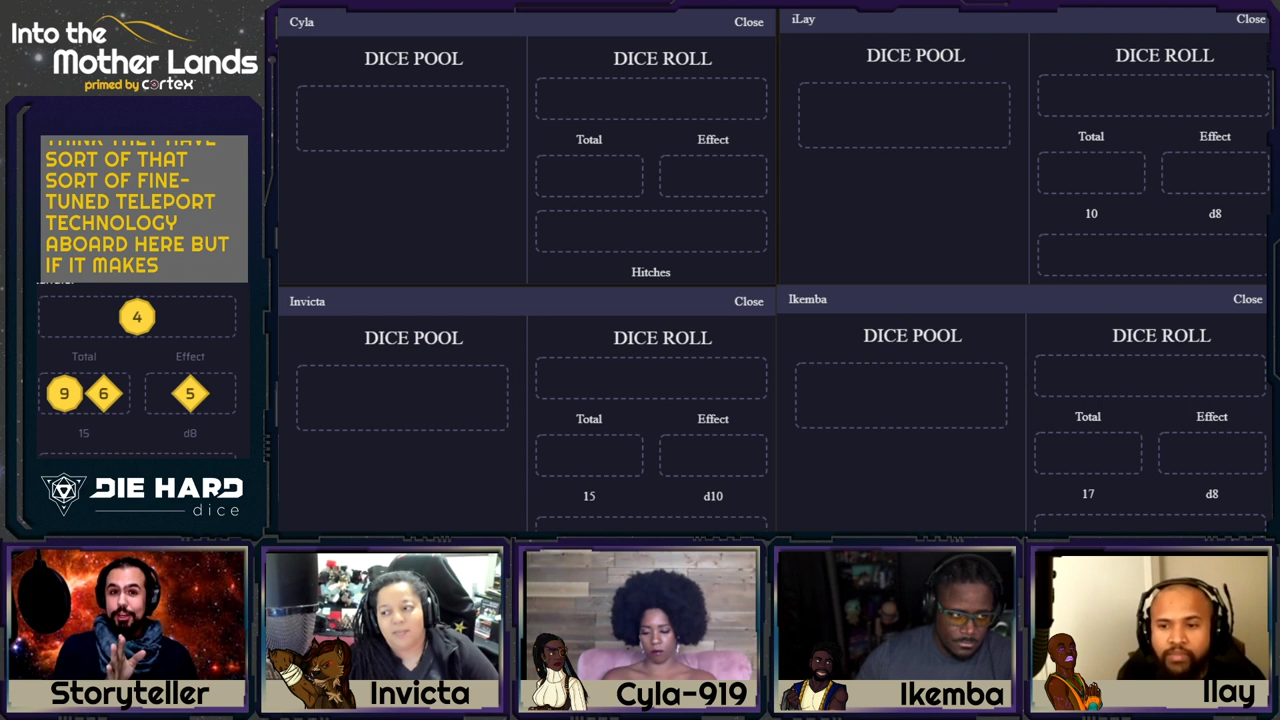 Into the
Mother Lands
primed by cortex
THINK THEY HAVE
SORT OF THAT
SORT OF FINE-
TUNED TELEPORT
TECHNOLOGY
ABOARD HERE BUT
IF IT MAKES
4
Total
Effect
9
6
5
15
d8
DIE HARD
dice
Cyla
Close
DICE POOL
DICE ROLL
Total
Effect
Hitches
iLay
Close
DICE POOL
DICE ROLL
Total
Effect
10
d8
Invicta
Close
DICE POOL
DICE ROLL
Total
Effect
15
d10
Ikemba
Close
DICE POOL
DICE ROLL
Total
Effect
17
d8
Storyteller
Invicta
Cyla-919
Ikemba
Ilay